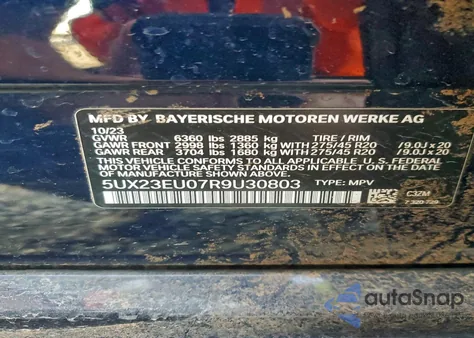 MFD BY BAYERISCHE MOTOREN WERKE AG
10/23
GVWR 6360 lbs 2885 kg TIRE / RIM
GAWR FRONT 2998 lbs 1360 kg WITH 275/45 R20 / 9.0J x 20
GAWR REAR 3704 lbs 1680 kg WITH 275/45 R20 / 9.0J x 20
THIS VEHICLE CONFORMS TO ALL APPLICABLE U. S. FEDERAL
MOTOR VEHICLE SAFETY STANDARDS IN EFFECT ON THE DATE
OF MANUFACTURE SHOWN ABOVE.
5UX23EU07R9U30803 TYPE: MPV
C3ZM
autoSnap